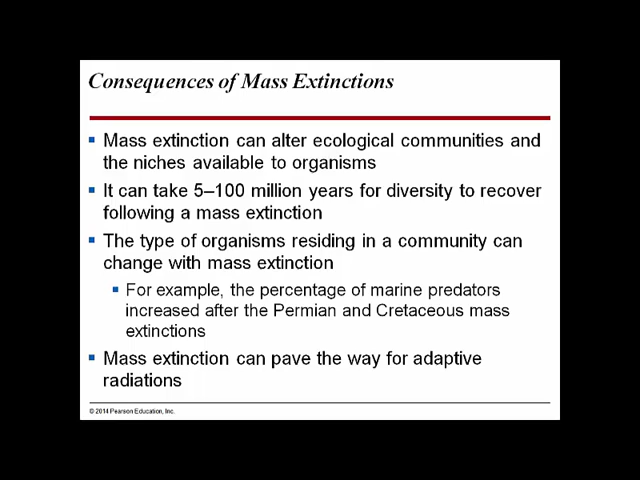 Consequences of Mass Extinctions
Mass extinction can alter ecological communities and
the niches available to organisms
It can take 5–100 million years for diversity to recover
following a mass extinction
The type of organisms residing in a community can
change with mass extinction
For example, the percentage of marine predators
increased after the Permian and Cretaceous mass
extinctions
Mass extinction can pave the way for adaptive
radiations
© 2014 Pearson Education, Inc.